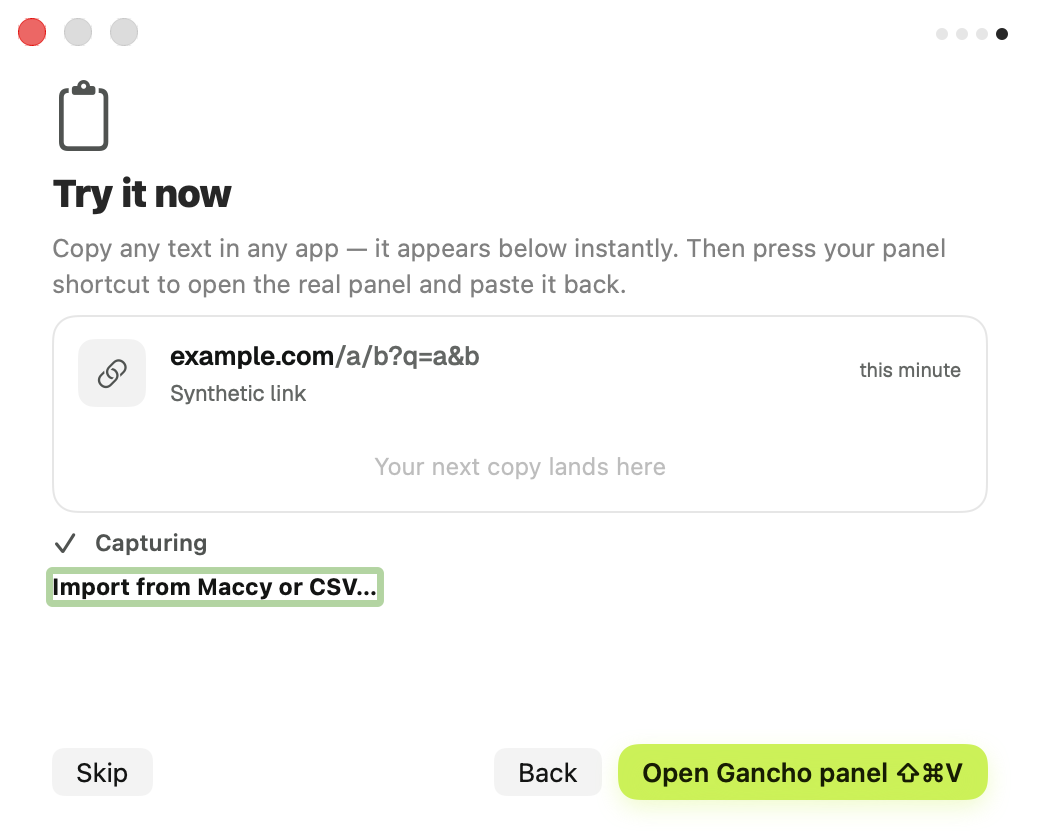 Try it now
Copy any text in any app — it appears below instantly. Then press your panel
shortcut to open the real panel and paste it back.
example.com/a/b?q=a&b
Synthetic link
this minute
Your next copy lands here
Capturing
Import from Maccy or CSV...
Skip
Back
Open Gancho panel ⇧⌘V